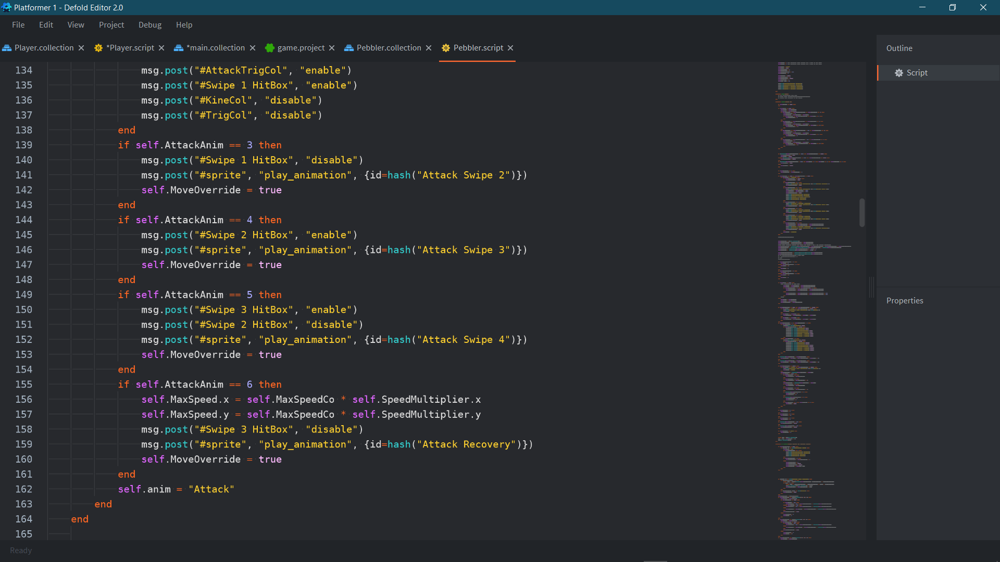 Platformer 1 - Defold Editor 2.0
File Edit View Project Debug Help
Player.collection *Player.script *main.collection game.project Pebbler.collection Pebbler.script
Outline
Script
Properties
134 msg.post("#AttackTrigCol", "enable")
135 msg.post("#Swipe 1 HitBox", "enable")
136 msg.post("#KineCol", "disable")
137 msg.post("#TrigCol", "disable")
138 end
139 if self.AttackAnim == 3 then
140 msg.post("#Swipe 1 HitBox", "disable")
141 msg.post("#sprite", "play_animation", {id=hash("Attack Swipe 2")})
142 self.MoveOverride = true
143 end
144 if self.AttackAnim == 4 then
145 msg.post("#Swipe 2 HitBox", "enable")
146 msg.post("#sprite", "play_animation", {id=hash("Attack Swipe 3")})
147 self.MoveOverride = true
148 end
149 if self.AttackAnim == 5 then
150 msg.post("#Swipe 3 HitBox", "enable")
151 msg.post("#Swipe 2 HitBox", "disable")
152 msg.post("#sprite", "play_animation", {id=hash("Attack Swipe 4")})
153 self.MoveOverride = true
154 end
155 if self.AttackAnim == 6 then
156 self.MaxSpeed.x = self.MaxSpeedCo * self.SpeedMultiplier.x
157 self.MaxSpeed.y = self.MaxSpeedCo * self.SpeedMultiplier.y
158 msg.post("#Swipe 3 HitBox", "disable")
159 msg.post("#sprite", "play_animation", {id=hash("Attack Recovery")})
160 self.MoveOverride = true
161 end
162 self.anim = "Attack"
163 end
164 end
165
Ready